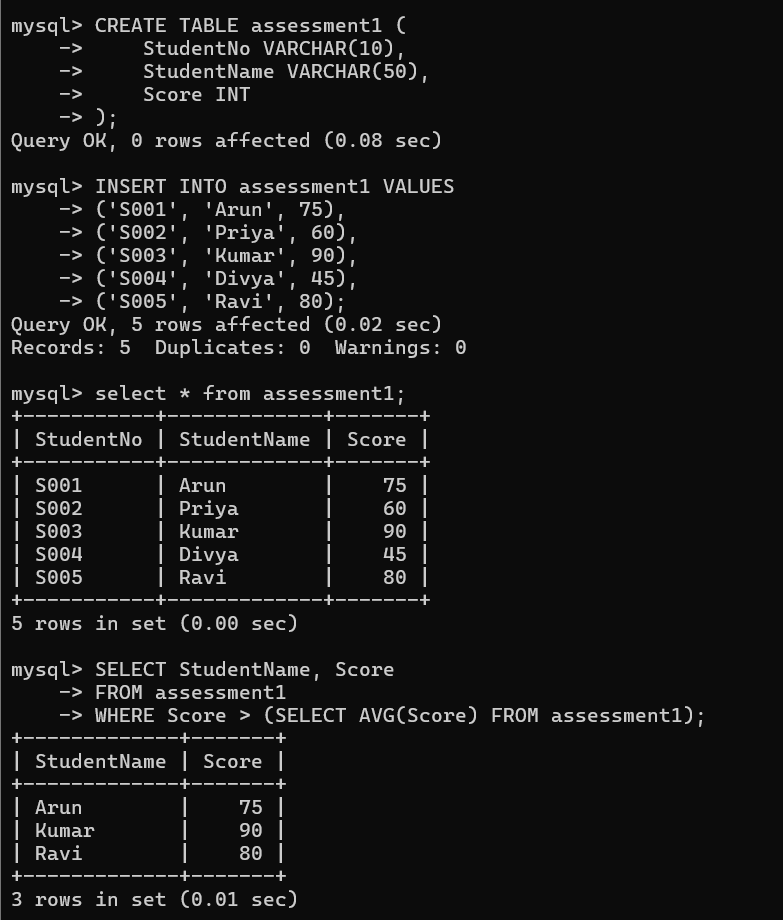 mysql> CREATE TABLE assessment1 (
    ->     StudentNo VARCHAR(10),
    ->     StudentName VARCHAR(50),
    ->     Score INT
    -> );
Query OK, 0 rows affected (0.08 sec)

mysql> INSERT INTO assessment1 VALUES
    -> ('S001', 'Arun', 75),
    -> ('S002', 'Priya', 60),
    -> ('S003', 'Kumar', 90),
    -> ('S004', 'Divya', 45),
    -> ('S005', 'Ravi', 80);
Query OK, 5 rows affected (0.02 sec)
Records: 5  Duplicates: 0  Warnings: 0

mysql> select * from assessment1;
+-----------+-------------+-------+
| StudentNo | StudentName | Score |
+-----------+-------------+-------+
| S001      | Arun        |    75 |
| S002      | Priya       |    60 |
| S003      | Kumar       |    90 |
| S004      | Divya       |    45 |
| S005      | Ravi        |    80 |
+-----------+-------------+-------+
5 rows in set (0.00 sec)

mysql> SELECT StudentName, Score
    -> FROM assessment1
    -> WHERE Score > (SELECT AVG(Score) FROM assessment1);
+-------------+-------+
| StudentName | Score |
+-------------+-------+
| Arun        |    75 |
| Kumar       |    90 |
| Ravi        |    80 |
+-------------+-------+
3 rows in set (0.01 sec)